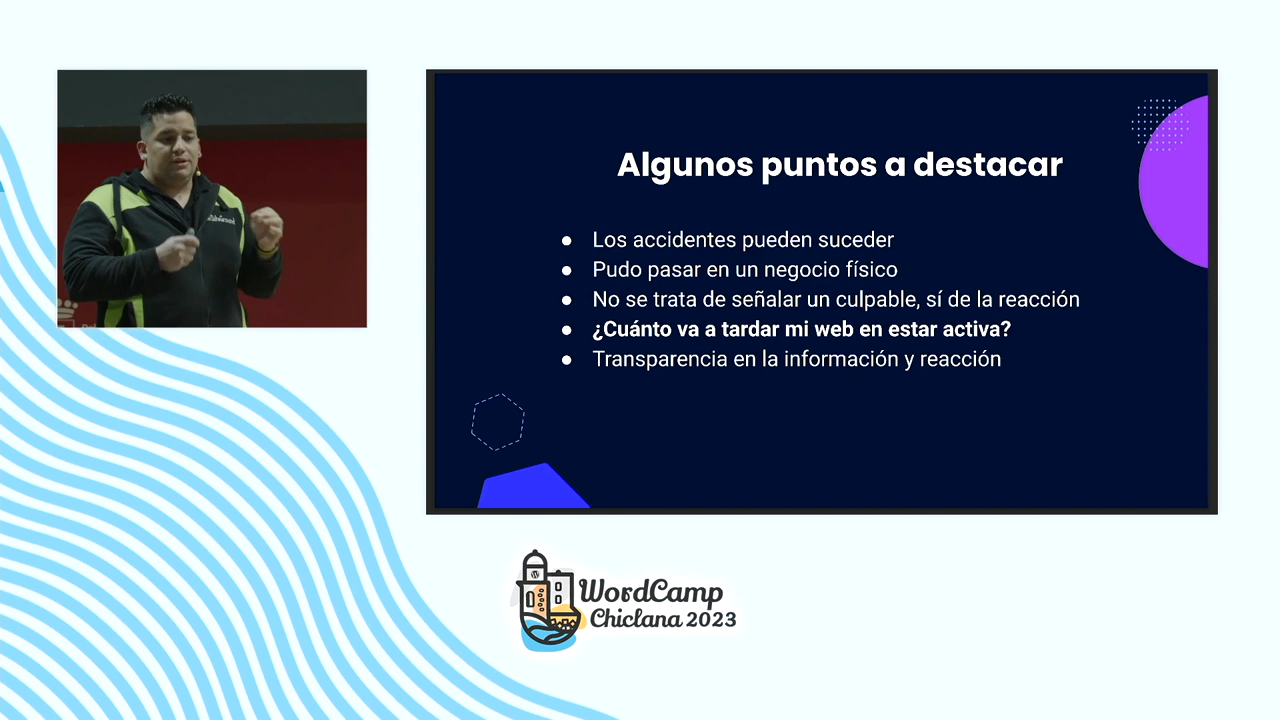 Algunos puntos a destacar
● Los accidentes pueden suceder
● Pudo pasar en un negocio físico
● No se trata de señalar un culpable, sí de la reacción
● ¿Cuánto va a tardar mi web en estar activa?
● Transparencia en la información y reacción
WordCamp
Chiclana 2023